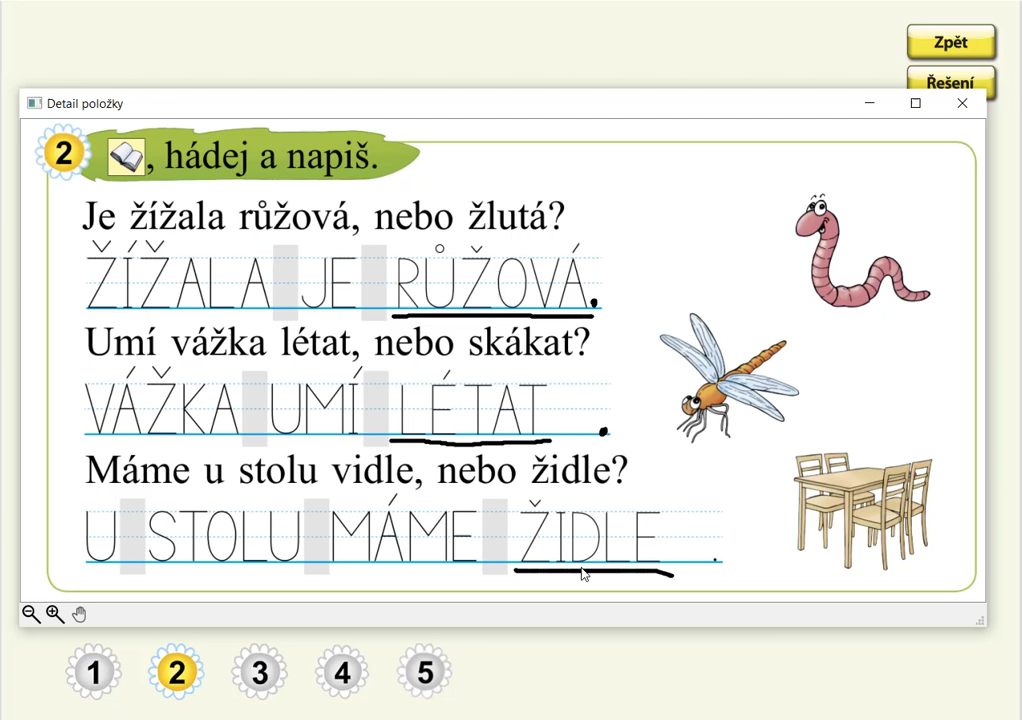 Zpět
Řešení
Detail položky
2 , hádej a napiš.
Je žížala růžová, nebo žlutá?
ŽÍŽALA JE RŮŽOVÁ.
Umí vážka létat, nebo skákat?
VÁŽKA UMÍ LÉTAT.
Máme u stolu vidle, nebo židle?
U STOLU MÁME ŽIDLE.
1 2 3 4 5